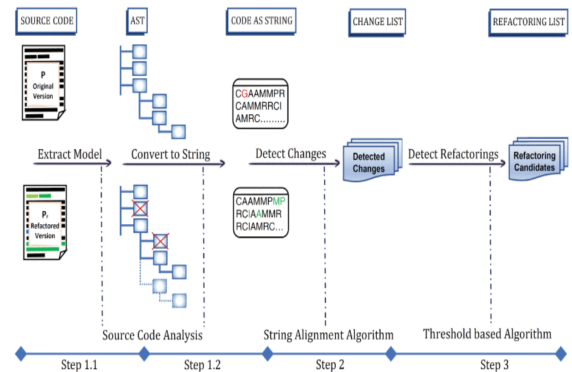 SOURCE CODE
AST
CODE AS STRING
CHANGE LIST
REFACTORING LIST
P
Original
Version
CGAAMMPR
CAMMRRCI
AMRC.........
Extract Model
Convert to String
Detect Changes
Detected
Changes
Detect Refactorings
Refactoring
Candidates
Pr
Refactored
Version
CAAMMPMP
RCIAAMMR
RCIAMRC...
Source Code Analysis
String Alignment Algorithm
Threshold based Algorithm
Step 1.1
Step 1.2
Step 2
Step 3